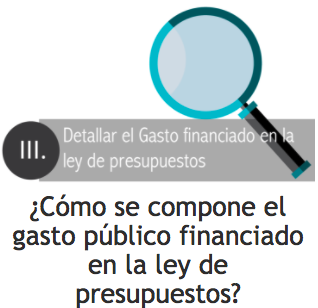 III.
Detallar el Gasto financiado en la
ley de presupuestos
¿Cómo se compone el
gasto público financiado
en la ley de
presupuestos?